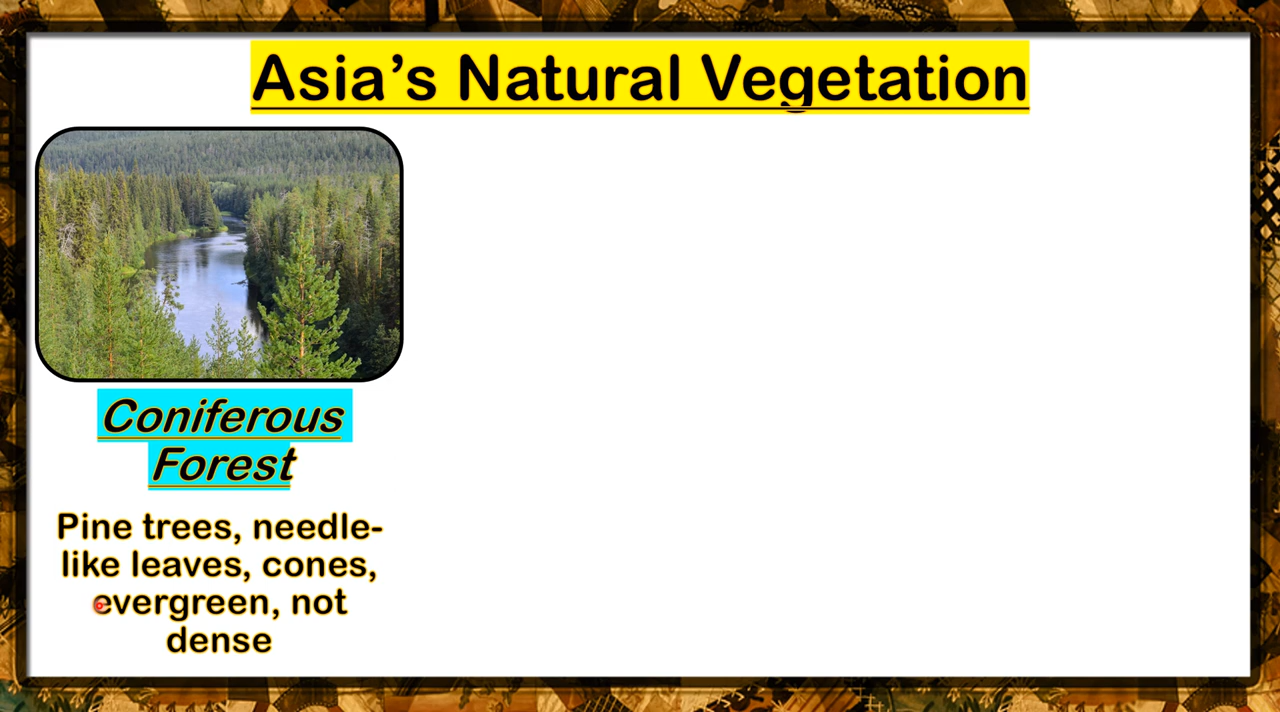 Asia’s Natural Vegetation
Coniferous
Forest
Pine trees, needle-
like leaves, cones,
evergreen, not
dense